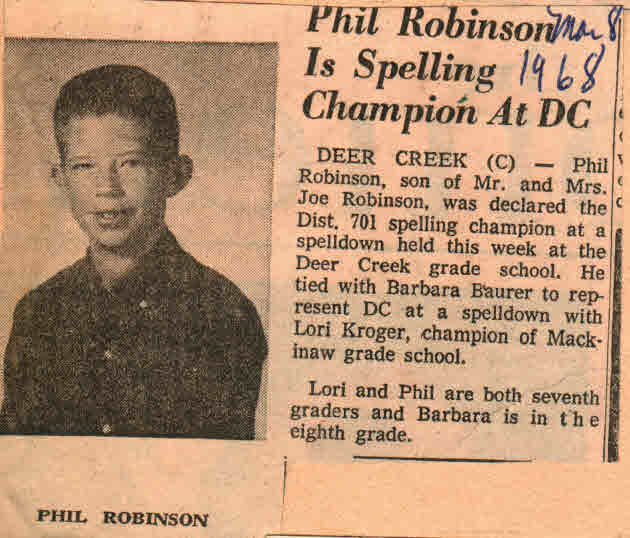 Phil Robinson Mar 8
Is Spelling 1968
Champion At DC
DEER CREEK (C) — Phil
Robinson, son of Mr. and Mrs.
Joe Robinson, was declared the
Dist. 701 spelling champion at a
spelldown held this week at the
Deer Creek grade school. He
tied with Barbara Baurer to rep-
resent DC at a spelldown with
Lori Kroger, champion of Mack-
inaw grade school.
Lori and Phil are both seventh
graders and Barbara is in the
eighth grade.
PHIL ROBINSON